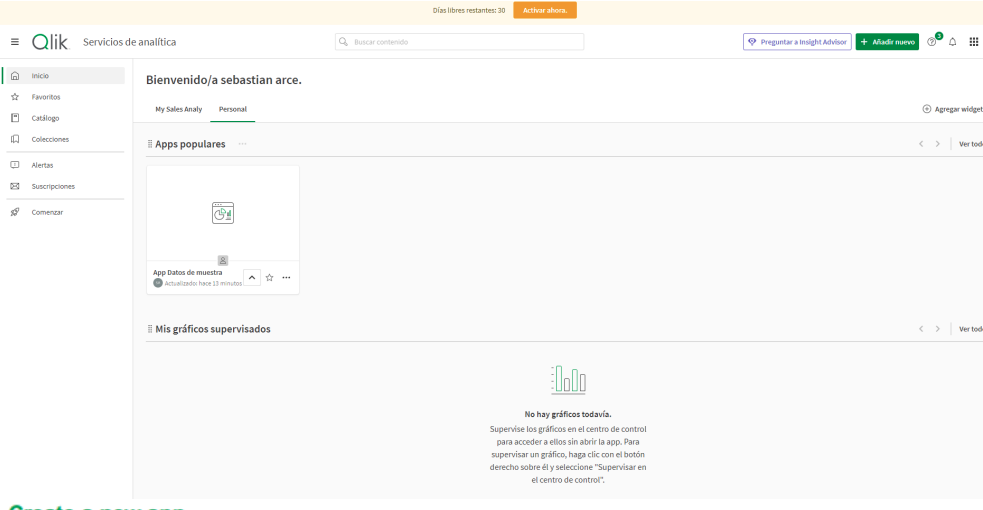 Días libres restantes: 30 Activar ahora.
Qlik Servicios de analítica Buscar contenido Preguntar a Insight Advisor + Añadir nuevo 3
Inicio
Favoritos
Catálogo
Colecciones
Alertas
Suscripciones
Comenzar
Bienvenido/a sebastian arce.
My Sales Analy Personal Agregar widget
Apps populares ... Ver tod
App Datos de muestra
Actualizado: hace 13 minutos
Mis gráficos supervisados Ver tod
No hay gráficos todavía.
Supervise los gráficos en el centro de control
para acceder a ellos sin abrir la app. Para
supervisar un gráfico, haga clic con el botón
derecho sobre él y seleccione "Supervisar en
el centro de control".
Create a new app